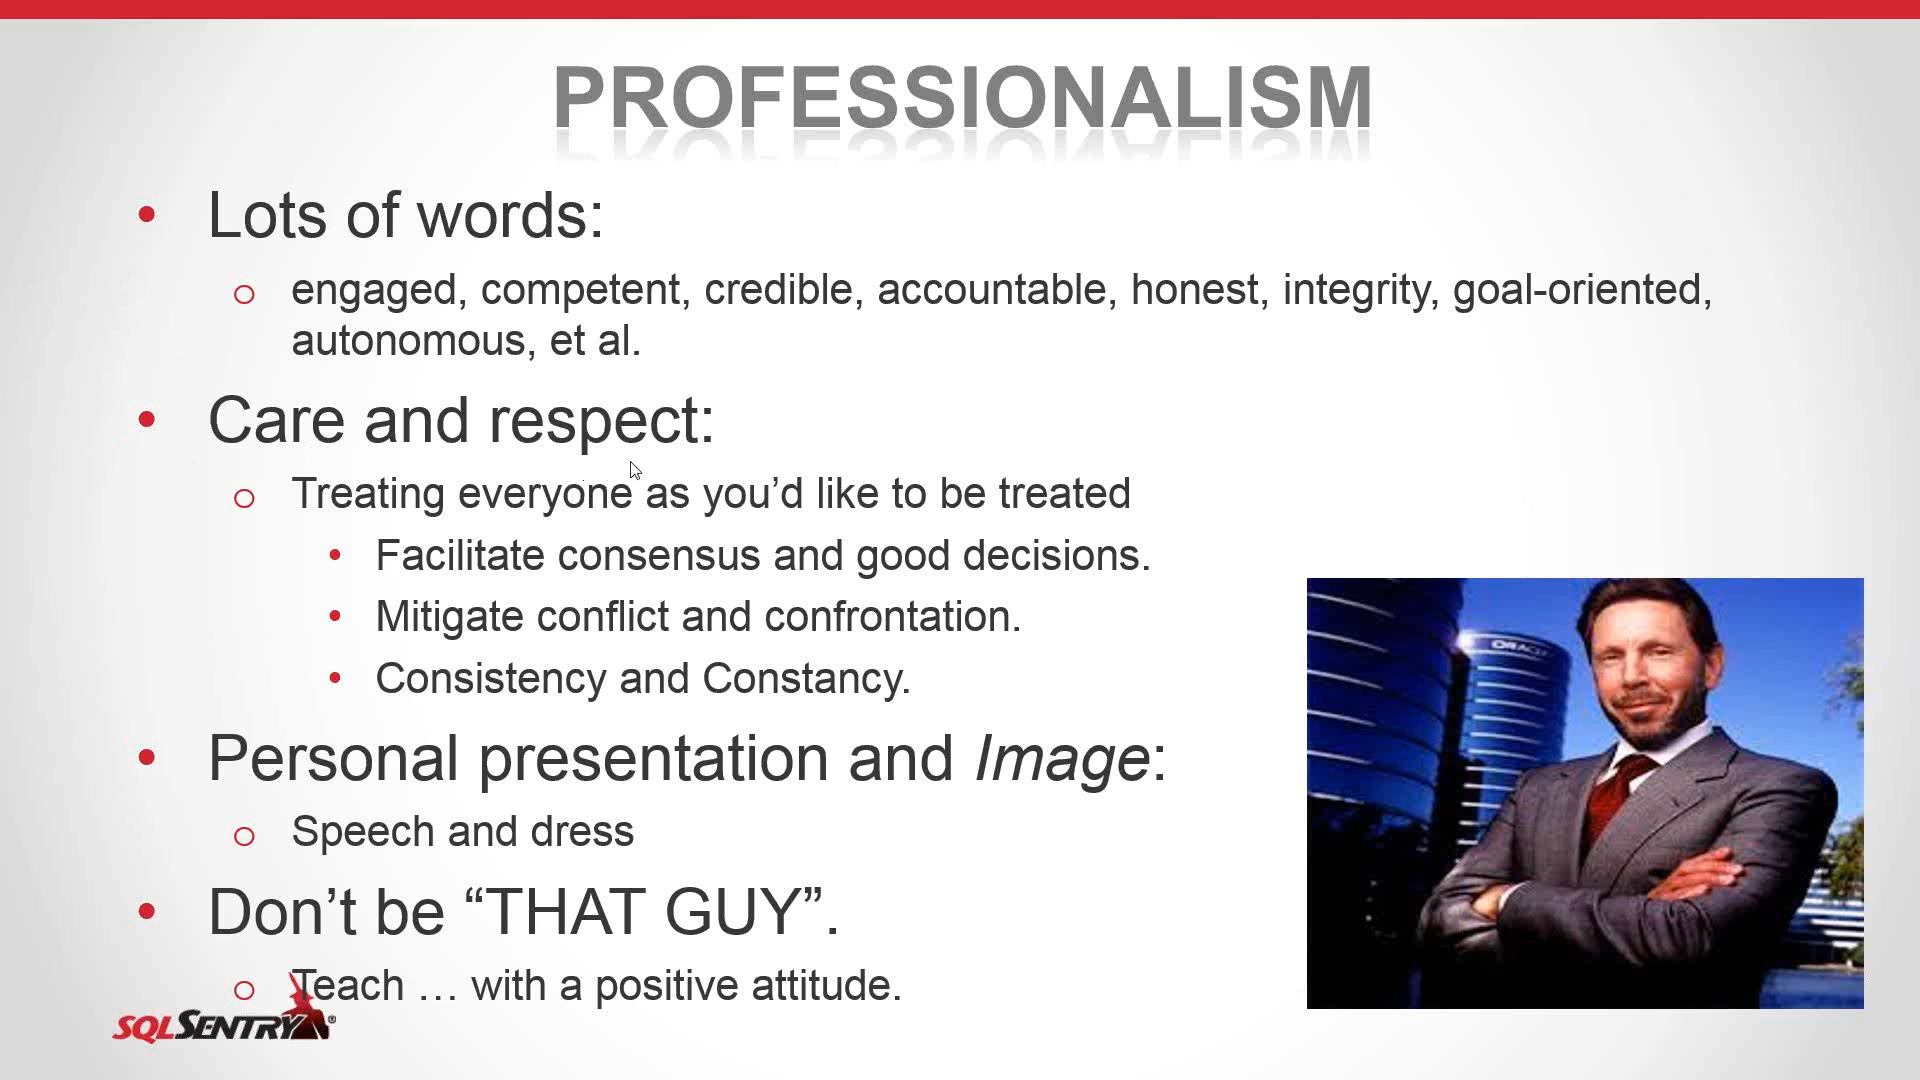 PROFESSIONALISM
• Lots of words:
o engaged, competent, credible, accountable, honest, integrity, goal-oriented,
autonomous, et al.
• Care and respect:
o Treating everyone as you’d like to be treated
• Facilitate consensus and good decisions.
• Mitigate conflict and confrontation.
• Consistency and Constancy.
• Personal presentation and Image:
o Speech and dress
• Don’t be “THAT GUY”.
o Teach … with a positive attitude.
SQLSENTRY®
ORACLE